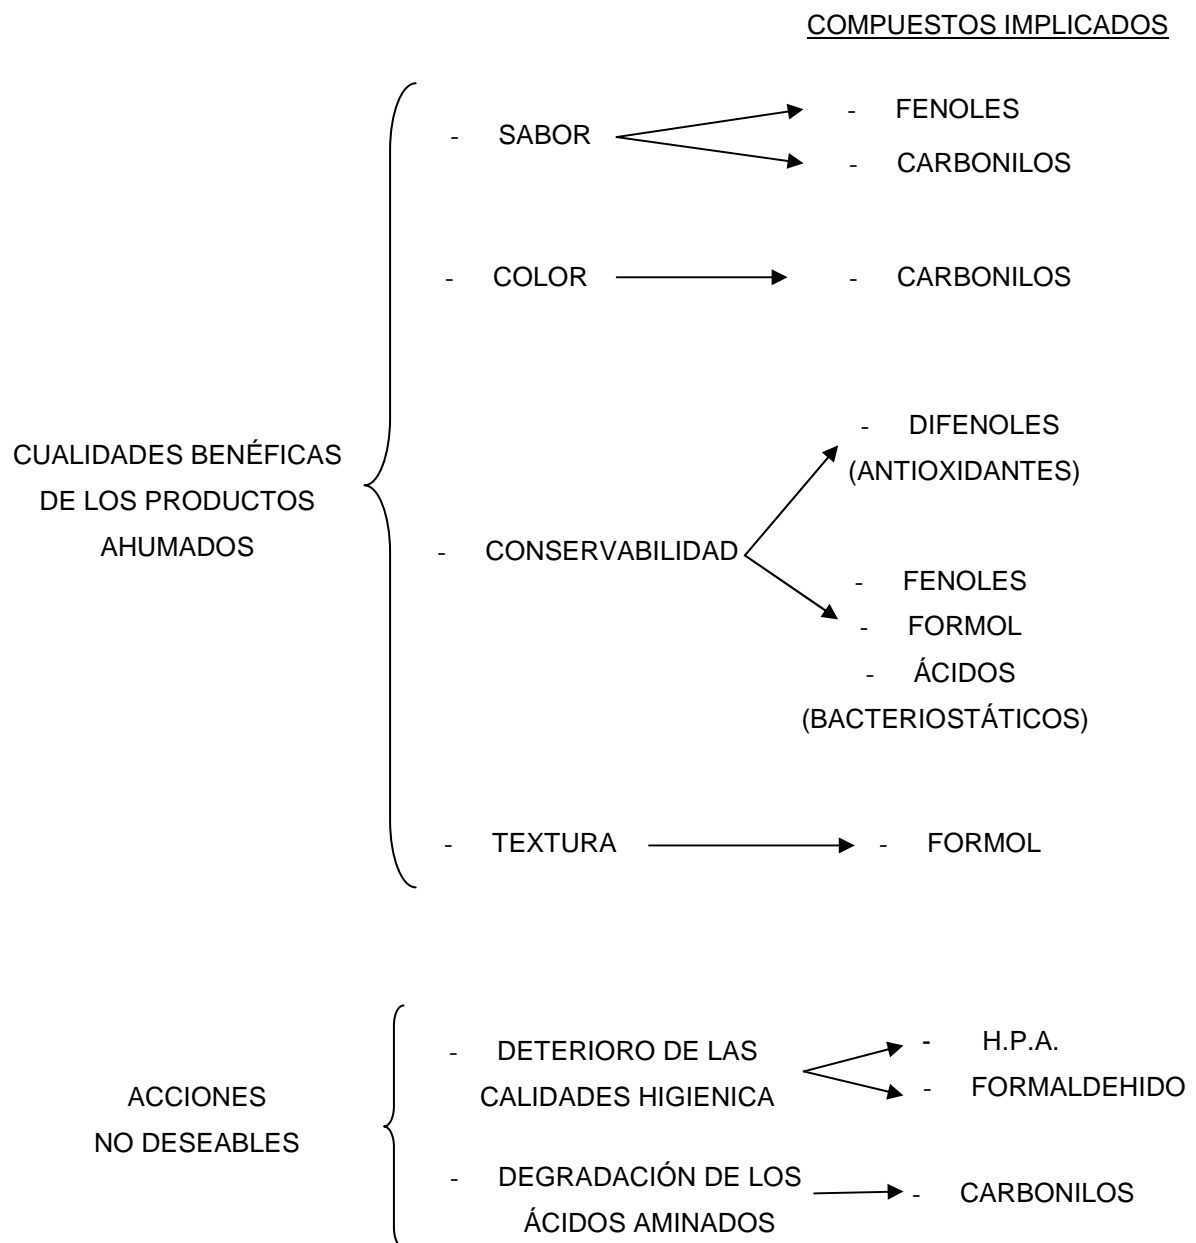 COMPUESTOS IMPLICADOS
- SABOR
- FENOLES
- CARBONILOS
- COLOR
- CARBONILOS
CUALIDADES BENÉFICAS
DE LOS PRODUCTOS
AHUMADOS
- CONSERVABILIDAD
- DIFENOLES
(ANTIOXIDANTES)
- FENOLES
- FORMOL
- ÁCIDOS
(BACTERIOSTÁTICOS)
- TEXTURA
- FORMOL
ACCIONES
NO DESEABLES
- DETERIORO DE LAS
CALIDADES HIGIENICA
- H.P.A.
- FORMALDEHIDO
- DEGRADACIÓN DE LOS
ÁCIDOS AMINADOS
- CARBONILOS